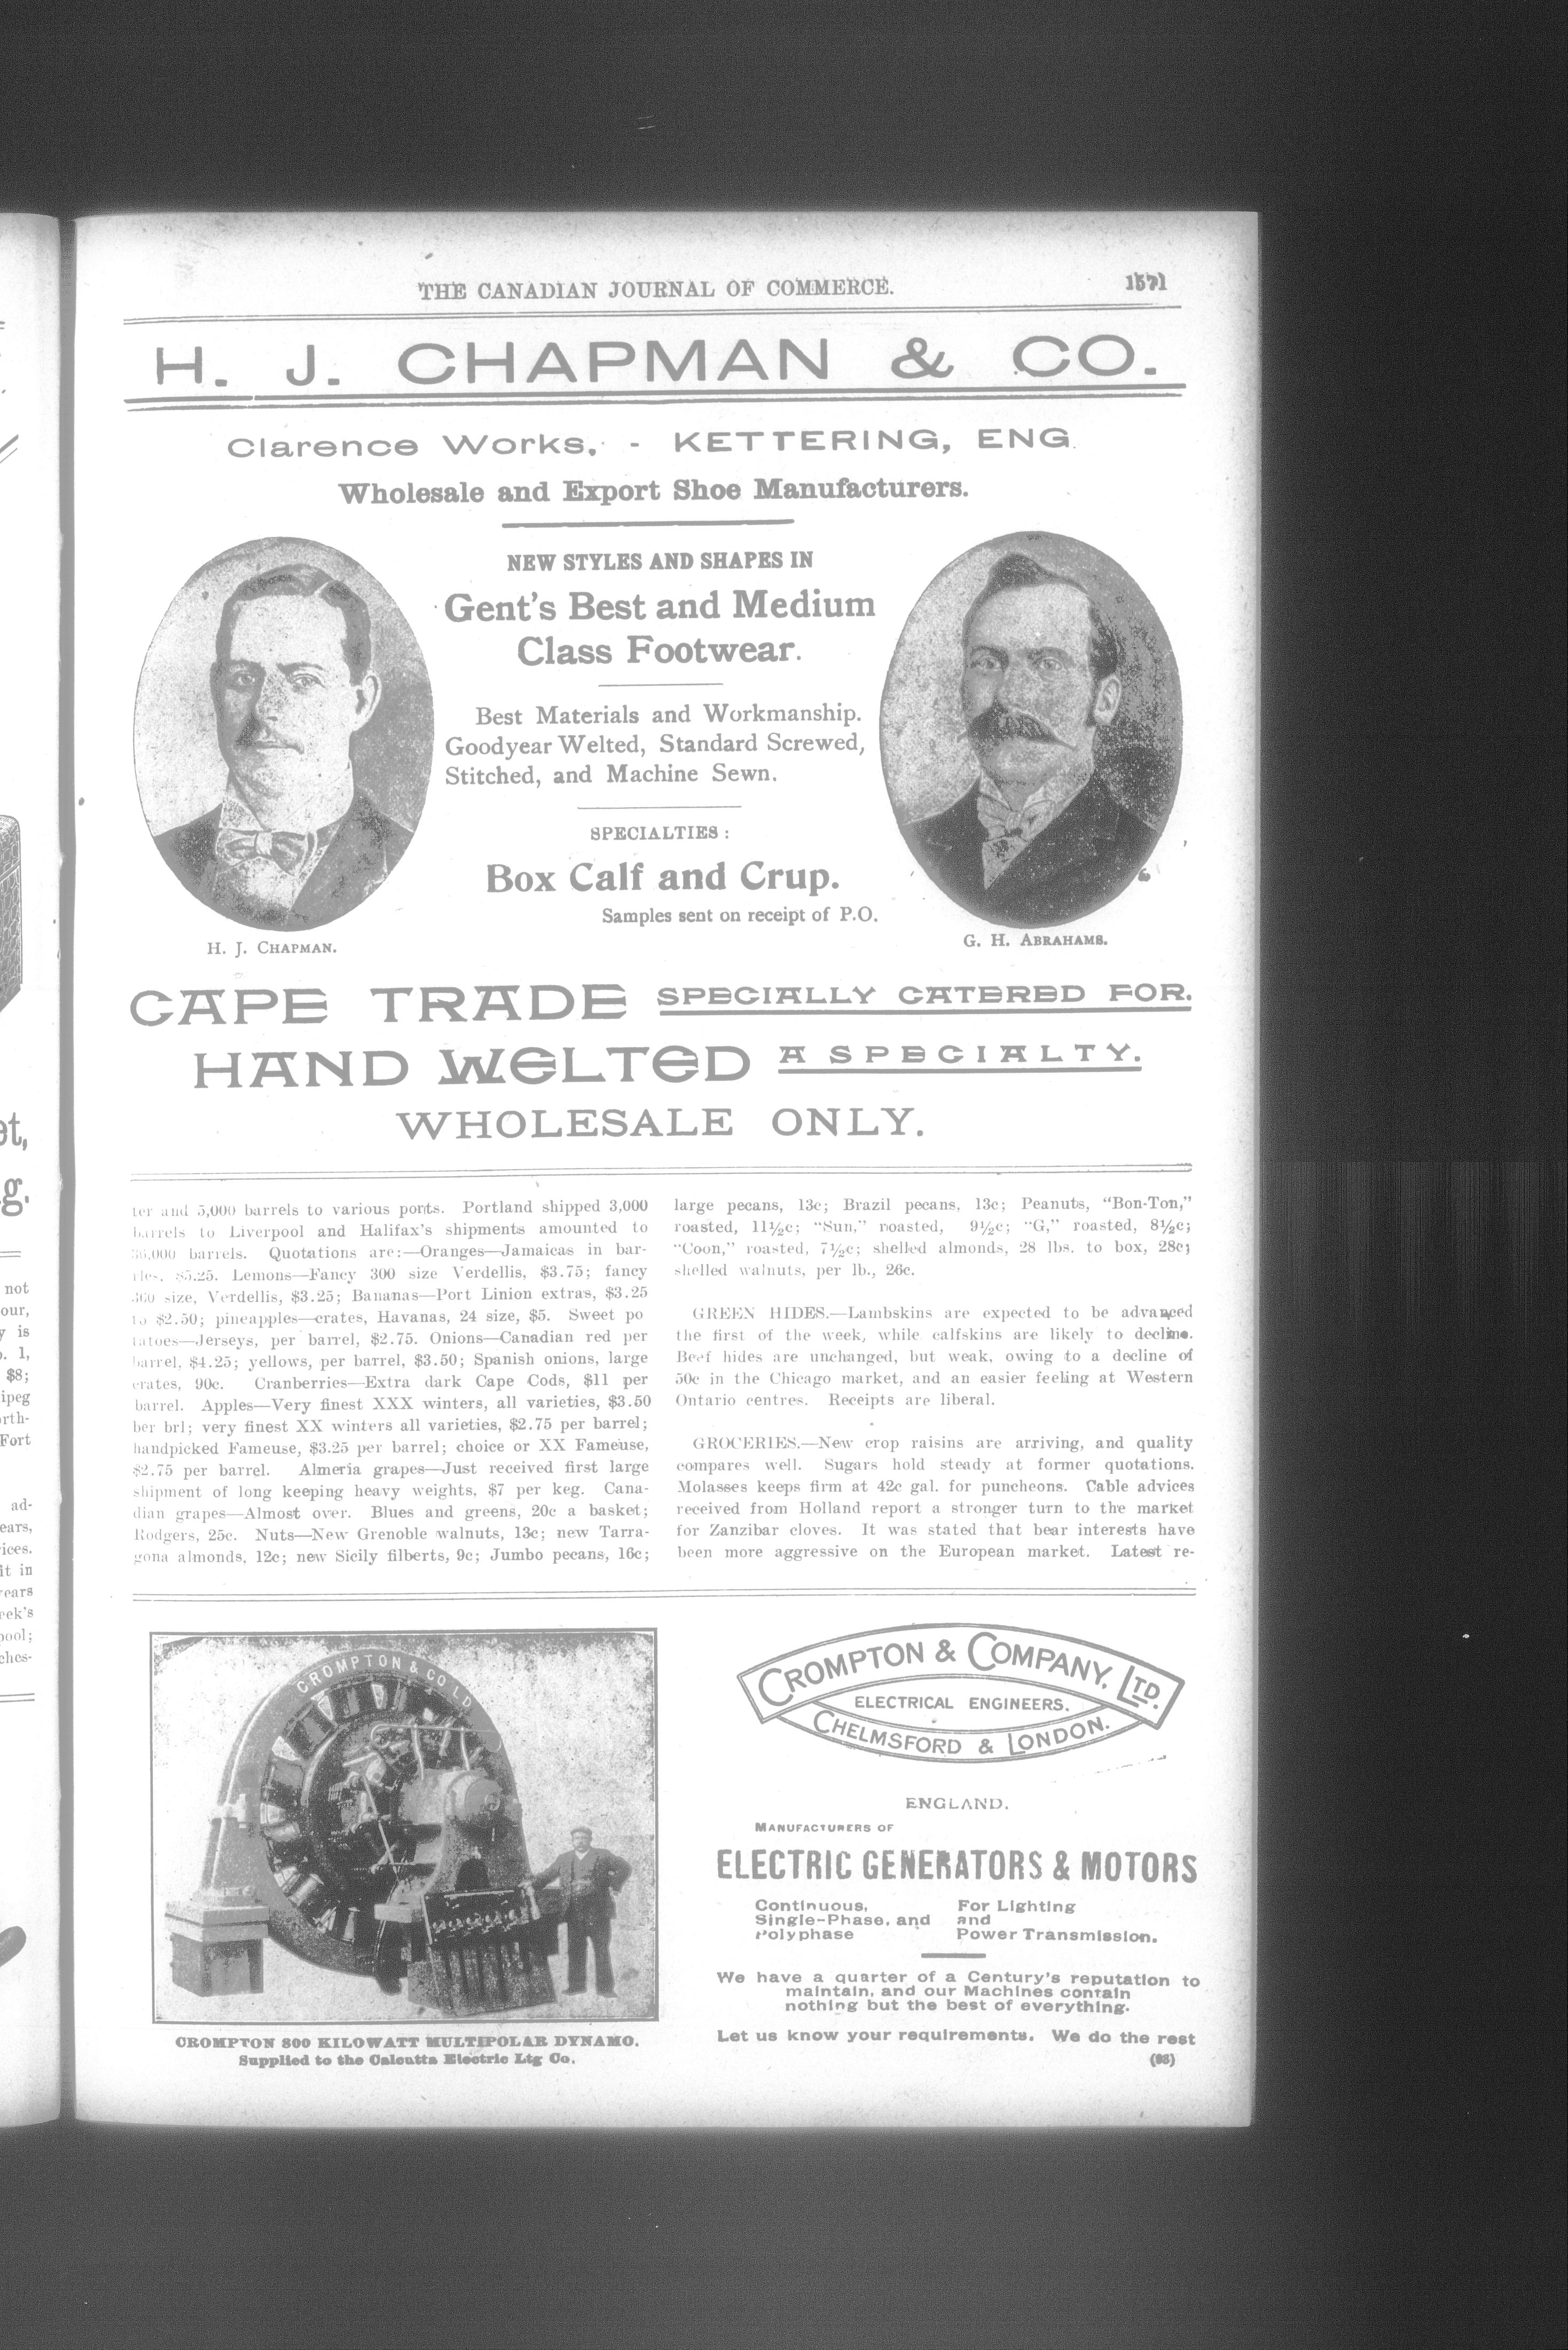 THE CANADIAN JOURNAL OF COMMERCE.
1571
H. J. CHAPMAN & CO.
Clarence Works, - KETTERING, ENG.
Wholesale and Export Shoe Manufacturers.
NEW STYLES AND SHAPES IN
Gent's Best and Medium
Class Footwear.
Best Materials and Workmanship.
Goodyear Welted, Standard Screwed,
Stitched, and Machine Sewn.
SPECIALTIES :
Box Calf and Crup.
Samples sent on receipt of P.O.
H. J. CHAPMAN.
G. H. ABRAHAMS.
CAPE TRADE SPECIALLY CATERED FOR.
HAND WELTED A SPECIALTY.
WHOLESALE ONLY.
ter and 5,000 barrels to various ports. Portland shipped 3,000
barrels to Liverpool and Halifax's shipments amounted to
barrels. Quotations are:—Oranges—Jamaicas in bar-
$5.25. Lemons—Fancy 300 size Verdellis, $3.75; fancy
360 size, Verdellis, $3.25; Bananas—Port Linion extras, $3.25
to $2.50; pineapples—crates, Havanas, 24 size, $5. Sweet po
tatoes—Jerseys, per barrel, $2.75. Onions—Canadian red per
barrel, $4.25; yellows, per barrel, $3.50; Spanish onions, large
crates, 90c. Cranberries—Extra dark Cape Cods, $11 per
barrel. Apples—Very finest XXX winters, all varieties, $3.50
ber brl; very finest XX winters all varieties, $2.75 per barrel;
handpicked Fameuse, $3.25 per barrel; choice or XX Fameuse,
$2.75 per barrel. Almeria grapes—Just received first large
shipment of long keeping heavy weights, $7 per keg. Cana-
dian grapes—Almost over. Blues and greens, 20c a basket;
Rodgers, 25c. Nuts—New Grenoble walnuts, 13c; new Tarra-
gona almonds, 12c; new Sicily filberts, 9c; Jumbo pecans, 16c;
large pecans, 13c; Brazil pecans, 13c; Peanuts, "Bon-Ton,"
roasted, 11½c; "Sun," roasted, 9½c; "G," roasted, 8½c;
"Coon," roasted, 7½c; shelled almonds, 28 lbs. to box, 28c;
shelled walnuts, per lb., 26c.
GREEN HIDES.—Lambskins are expected to be advanced
the first of the week, while calfskins are likely to decline.
Beef hides are unchanged, but weak, owing to a decline of
50c in the Chicago market, and an easier feeling at Western
Ontario centres. Receipts are liberal.
GROCERIES.—New crop raisins are arriving, and quality
compares well. Sugars hold steady at former quotations.
Molasses keeps firm at 42c gal. for puncheons. Cable advices
received from Holland report a stronger turn to the market
for Zanzibar cloves. It was stated that bear interests have
been more aggressive on the European market. Latest re-
CROMPTON & CO LD
CROMPTON 800 KILOWATT MULTIPOLAR DYNAMO.
Supplied to the Calcutta Electric Ltg Co.
CROMPTON & COMPANY, LTD.
ELECTRICAL ENGINEERS.
CHELMSFORD & LONDON.
ENGLAND.
MANUFACTURERS OF
ELECTRIC GENERATORS & MOTORS
Continuous,
Single-Phase, and
Polyphase
For Lighting
and
Power Transmission.
We have a quarter of a Century's reputation to
maintain, and our Machines contain
nothing but the best of everything.
Let us know your requirements. We do the rest
et,
g.
not
our,
y is
. 1,
$8;
ipeg
orth-
Fort
ad-
ears,
ices.
it in
years
eek's
pool;
ches-